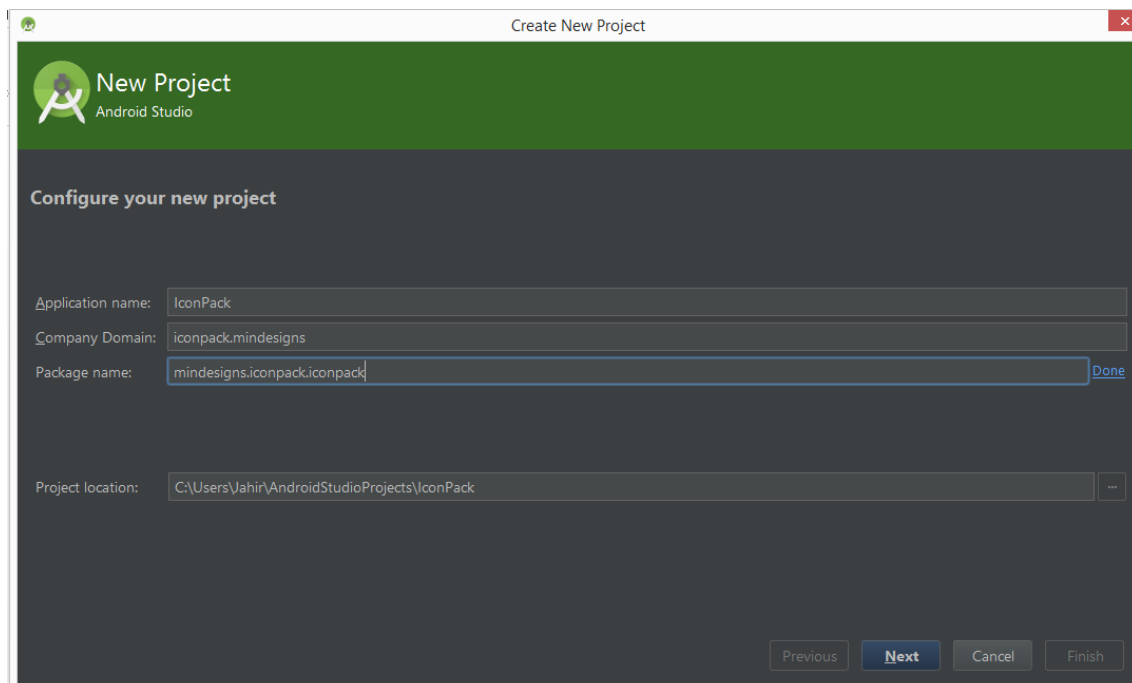 Create New Project
New Project
Android Studio
Configure your new project
Application name: IconPack
Company Domain: iconpack.mindesigns
Package name: mindesigns.iconpack.iconpack Done
Project location: C:\Users\Jahir\AndroidStudioProjects\IconPack ...
Previous Next Cancel Finish